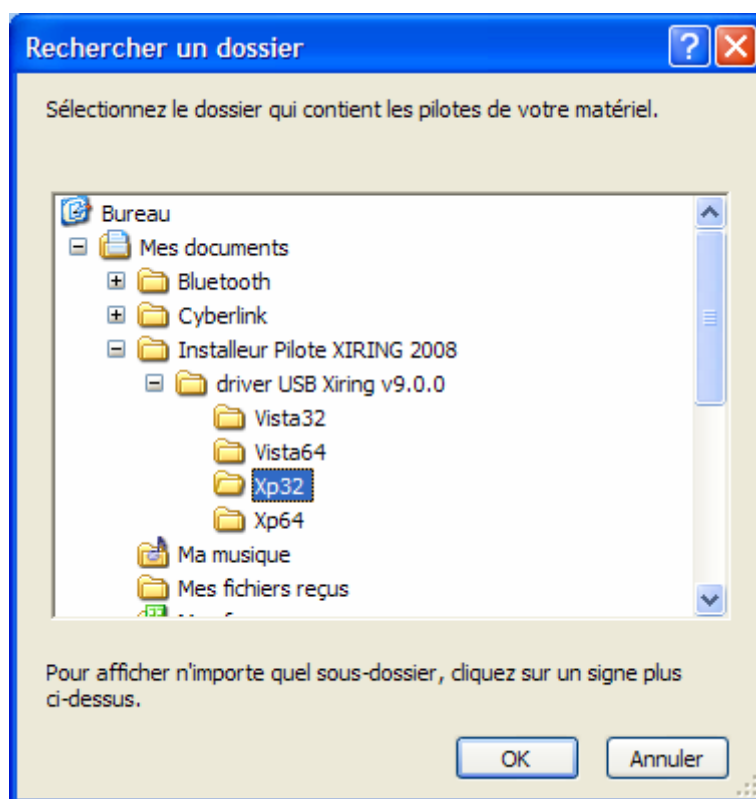 Rechercher un dossier
Sélectionnez le dossier qui contient les pilotes de votre matériel.
Bureau
Mes documents
Bluetooth
Cyberlink
Installeur Pilote XIRING 2008
driver USB Xiring v9.0.0
Vista32
Vista64
Xp32
Xp64
Ma musique
Mes fichiers reçus
Pour afficher n'importe quel sous-dossier, cliquez sur un signe plus
ci-dessus.
OK Annuler